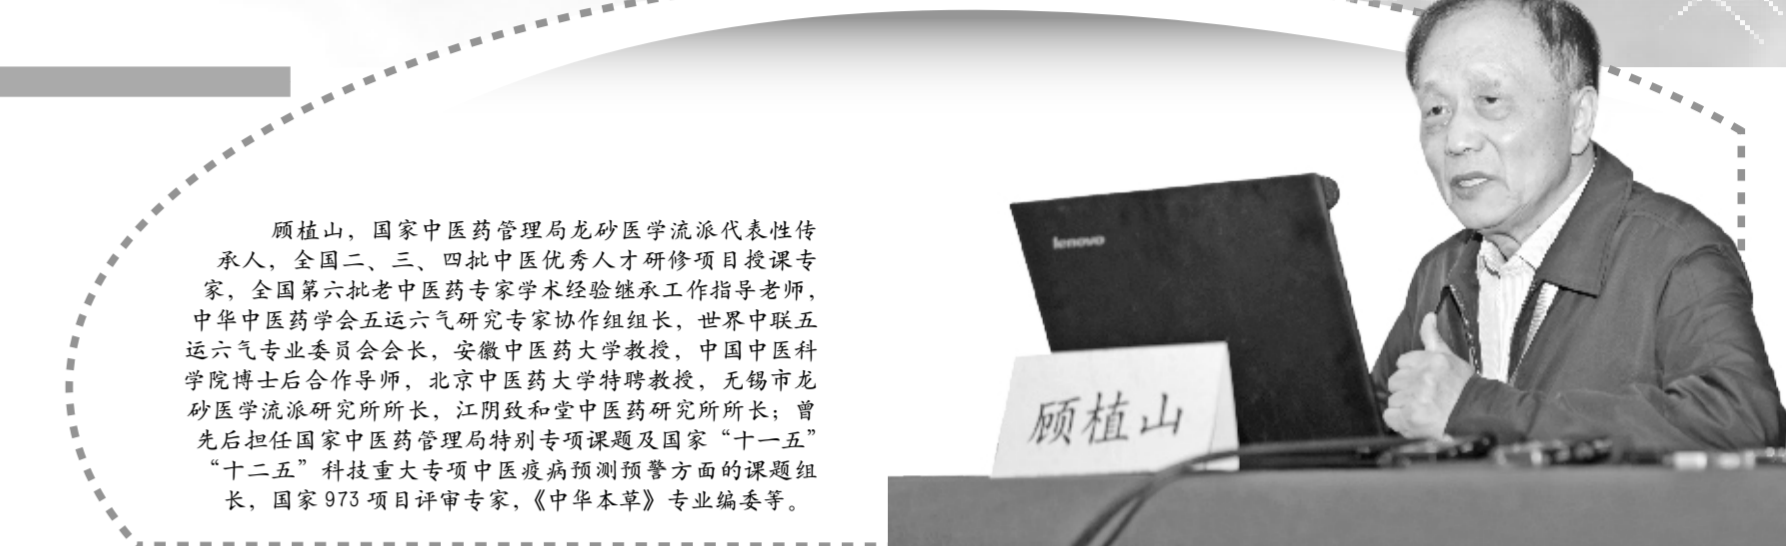 顾植山，国家中医药管理局龙砂医学流派代表性传
承人，全国二、三、四批中医优秀人才研修项目授课专
家，全国第六批老中医药专家学术经验继承工作指导老师，
中华中医药学会五运六气研究专家协作组组长，世界中联五
运六气专业委员会会长，安徽中医药大学教授，中国中医科
学院博士后合作导师，北京中医药大学特聘教授，无锡市龙
砂医学流派研究所所长，江阴致和堂中医药研究所所长；曾
先后担任国家中医药管理局特别专项课题及国家“十一五”
“十二五”科技重大专项中医疫病预测预警方面的课题组
长，国家973项目评审专家，《中华本草》专业编委等。
lenovo
顾植山